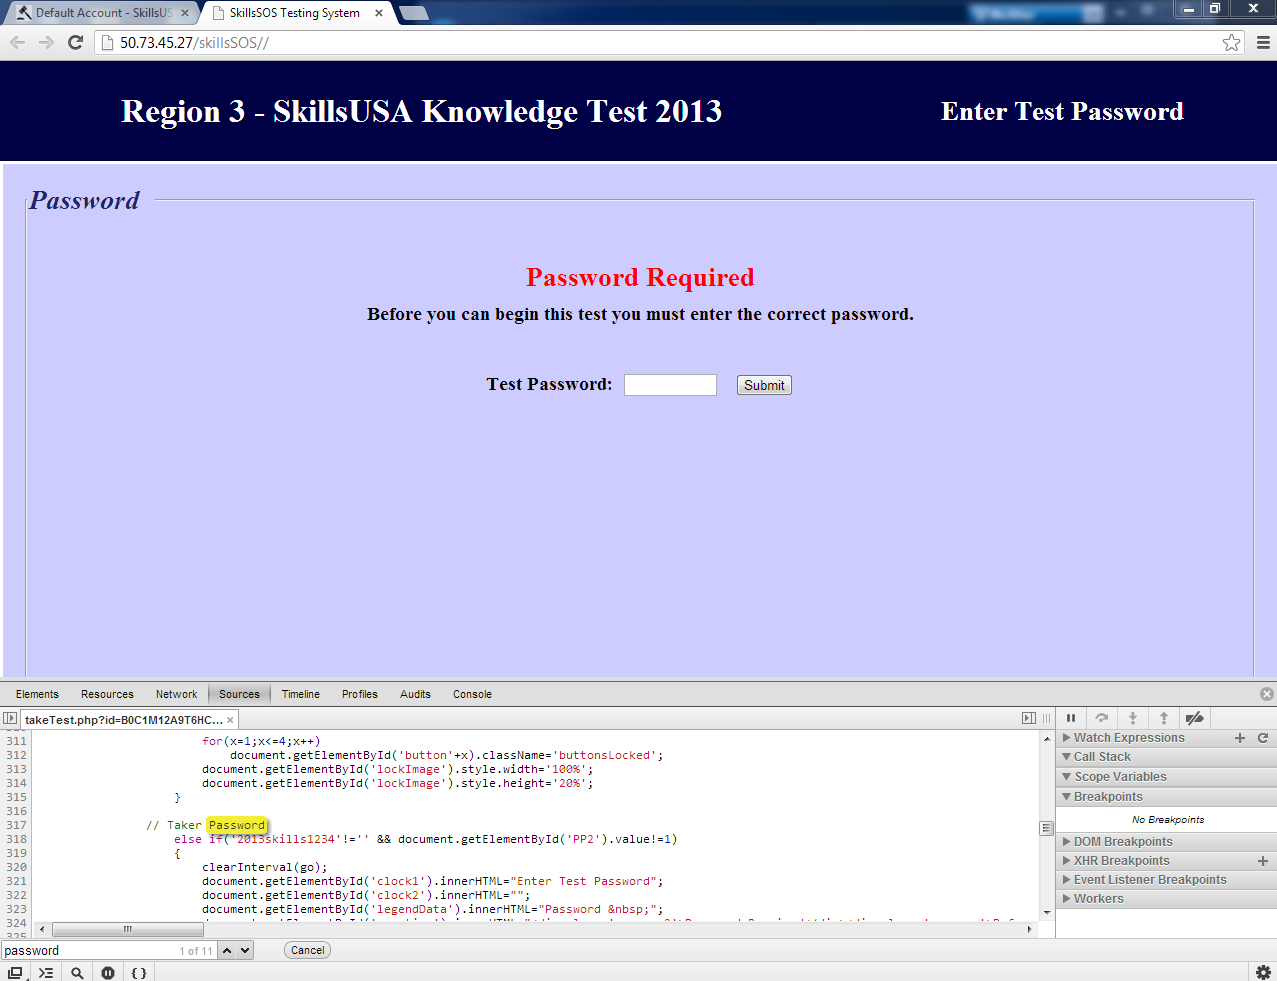 Default Account - SkillsUS
SkillsSOS Testing System
50.73.45.27/skillsSOS//
Region 3 - SkillsUSA Knowledge Test 2013
Enter Test Password
Password
Password Required
Before you can begin this test you must enter the correct password.
Test Password:
Submit
Elements Resources Network Sources Timeline Profiles Audits Console
takeTest.php?id=B0C1M12A9T6HC...
311 for(x=1;x<=4;x++)
312 document.getElementById('button'+x).className='buttonsLocked';
313 document.getElementById('lockImage').style.width='100%';
314 document.getElementById('lockImage').style.height='20%';
315 }
316
317 // Taker Password
318 else if('2013skills1234'!='' && document.getElementById('PP2').value!=1)
319 {
320 clearInterval(go);
321 document.getElementById('clock1').innerHTML="Enter Test Password";
322 document.getElementById('clock2').innerHTML="";
323 document.getElementById('legendData').innerHTML="Password &nbsp;";
324
325
Watch Expressions
Call Stack
Scope Variables
Breakpoints
No Breakpoints
DOM Breakpoints
XHR Breakpoints
Event Listener Breakpoints
Workers
password
1 of 11
Cancel